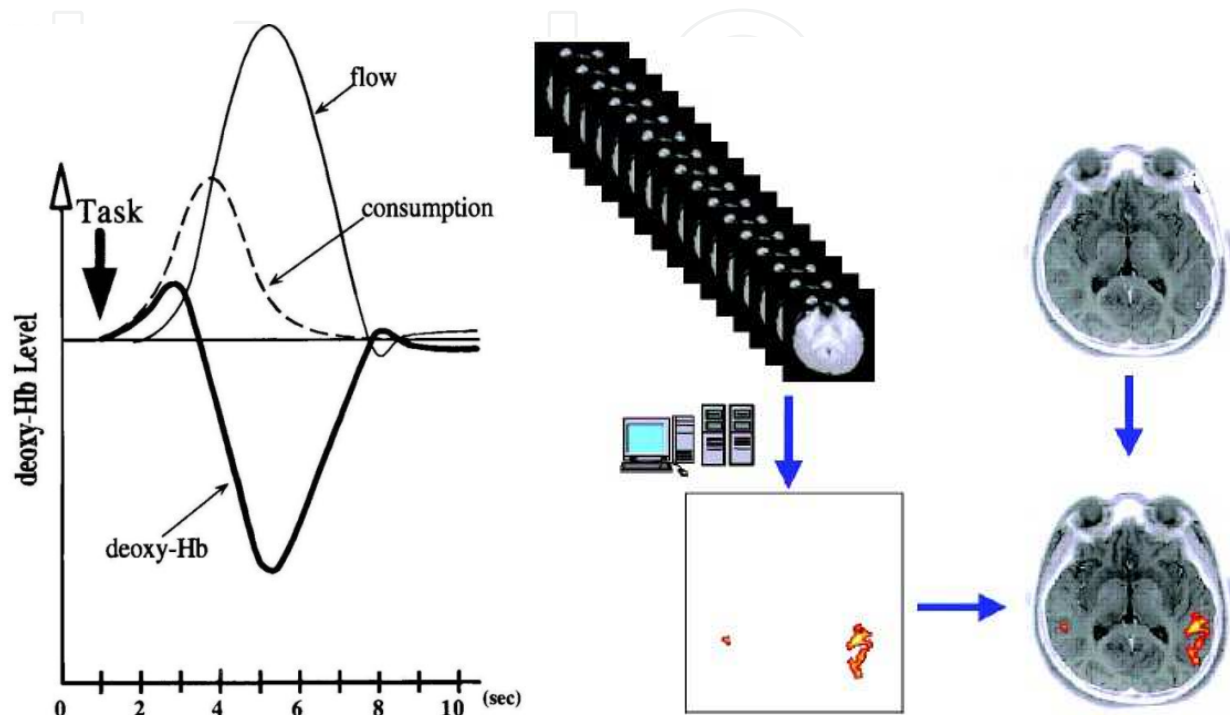 flow
Task
consumption
deoxy-Hb Level
deoxy-Hb
0 2 4 6 8 10 (sec)